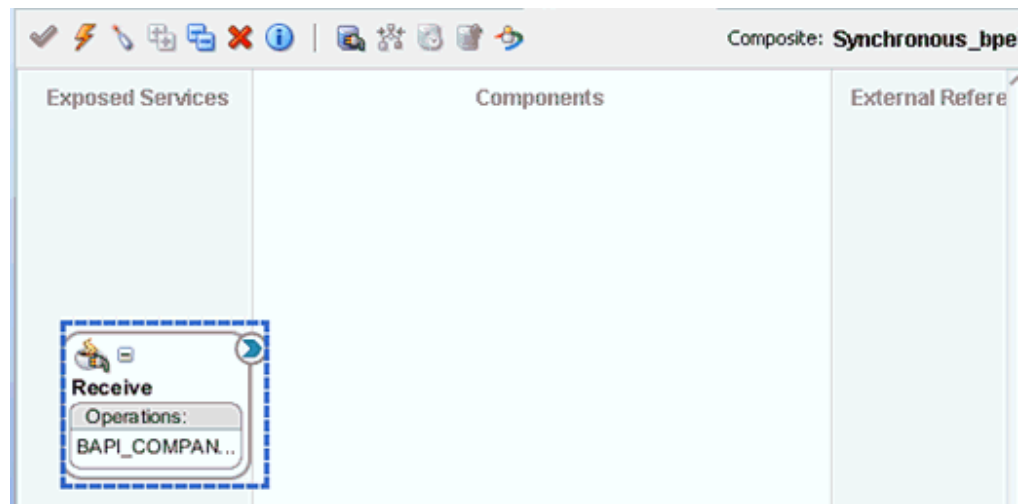 Composite: Synchronous_bpe
Exposed Services
Components
External Refere
Receive
Operations:
BAPI_COMPAN...